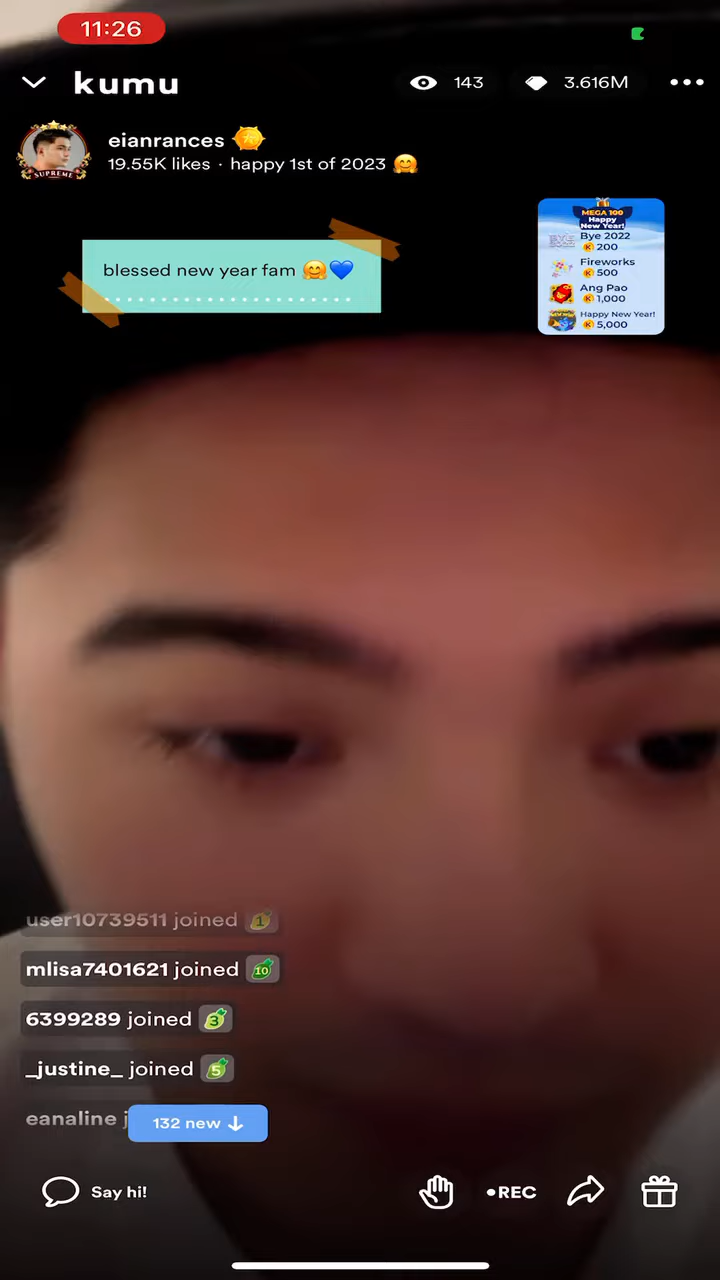 11:26
kumu
143
3.616M
eianrances
19.55K likes · happy 1st of 2023 🤗
SUPREME
blessed new year fam 🤗💙
MEGA 100
Happy
New Year!
Bye 2022
K 200
Fireworks
K 500
Ang Pao
K 1,000
Happy New Year!
K 5,000
user10739511 joined 1
mlisa7401621 joined 10
6399289 joined 3
_justine_ joined 5
eanaline j
132 new ↓
Say hi!
•REC